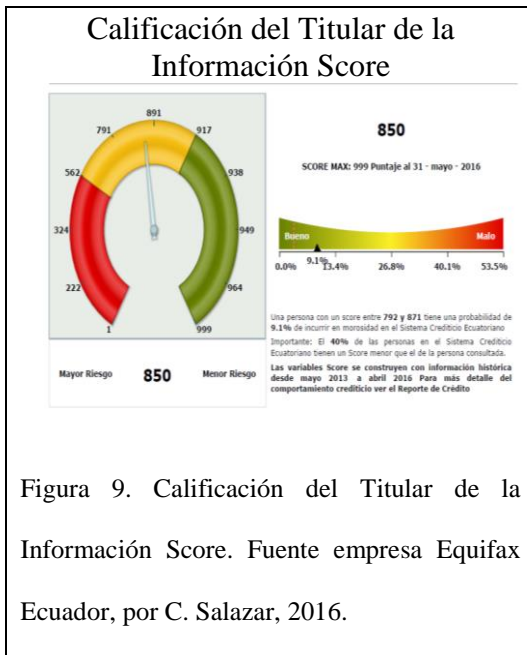 Calificación del Titular de la
Información Score
891
791
917
562
938
324
949
222
964
1
999
Mayor Riesgo
850
Menor Riesgo
850
SCORE MAX: 999 Puntaje al 31 - mayo - 2016
Bueno
Malo
9.1%
0.0%
13.4%
26.8%
40.1%
53.5%
Una persona con un score entre 792 y 871 tiene una probabilidad de
9.1% de incurrir en morosidad en el Sistema Crediticio Ecuatoriano
Importante: El 40% de las personas en el Sistema Crediticio
Ecuatoriano tienen un Score menor que el de la persona consultada.
Las variables Score se construyen con información histórica
desde mayo 2013 a abril 2016 Para más detalle del
comportamiento crediticio ver el Reporte de Crédito
Figura 9. Calificación del Titular de la
Información Score. Fuente empresa Equifax
Ecuador, por C. Salazar, 2016.